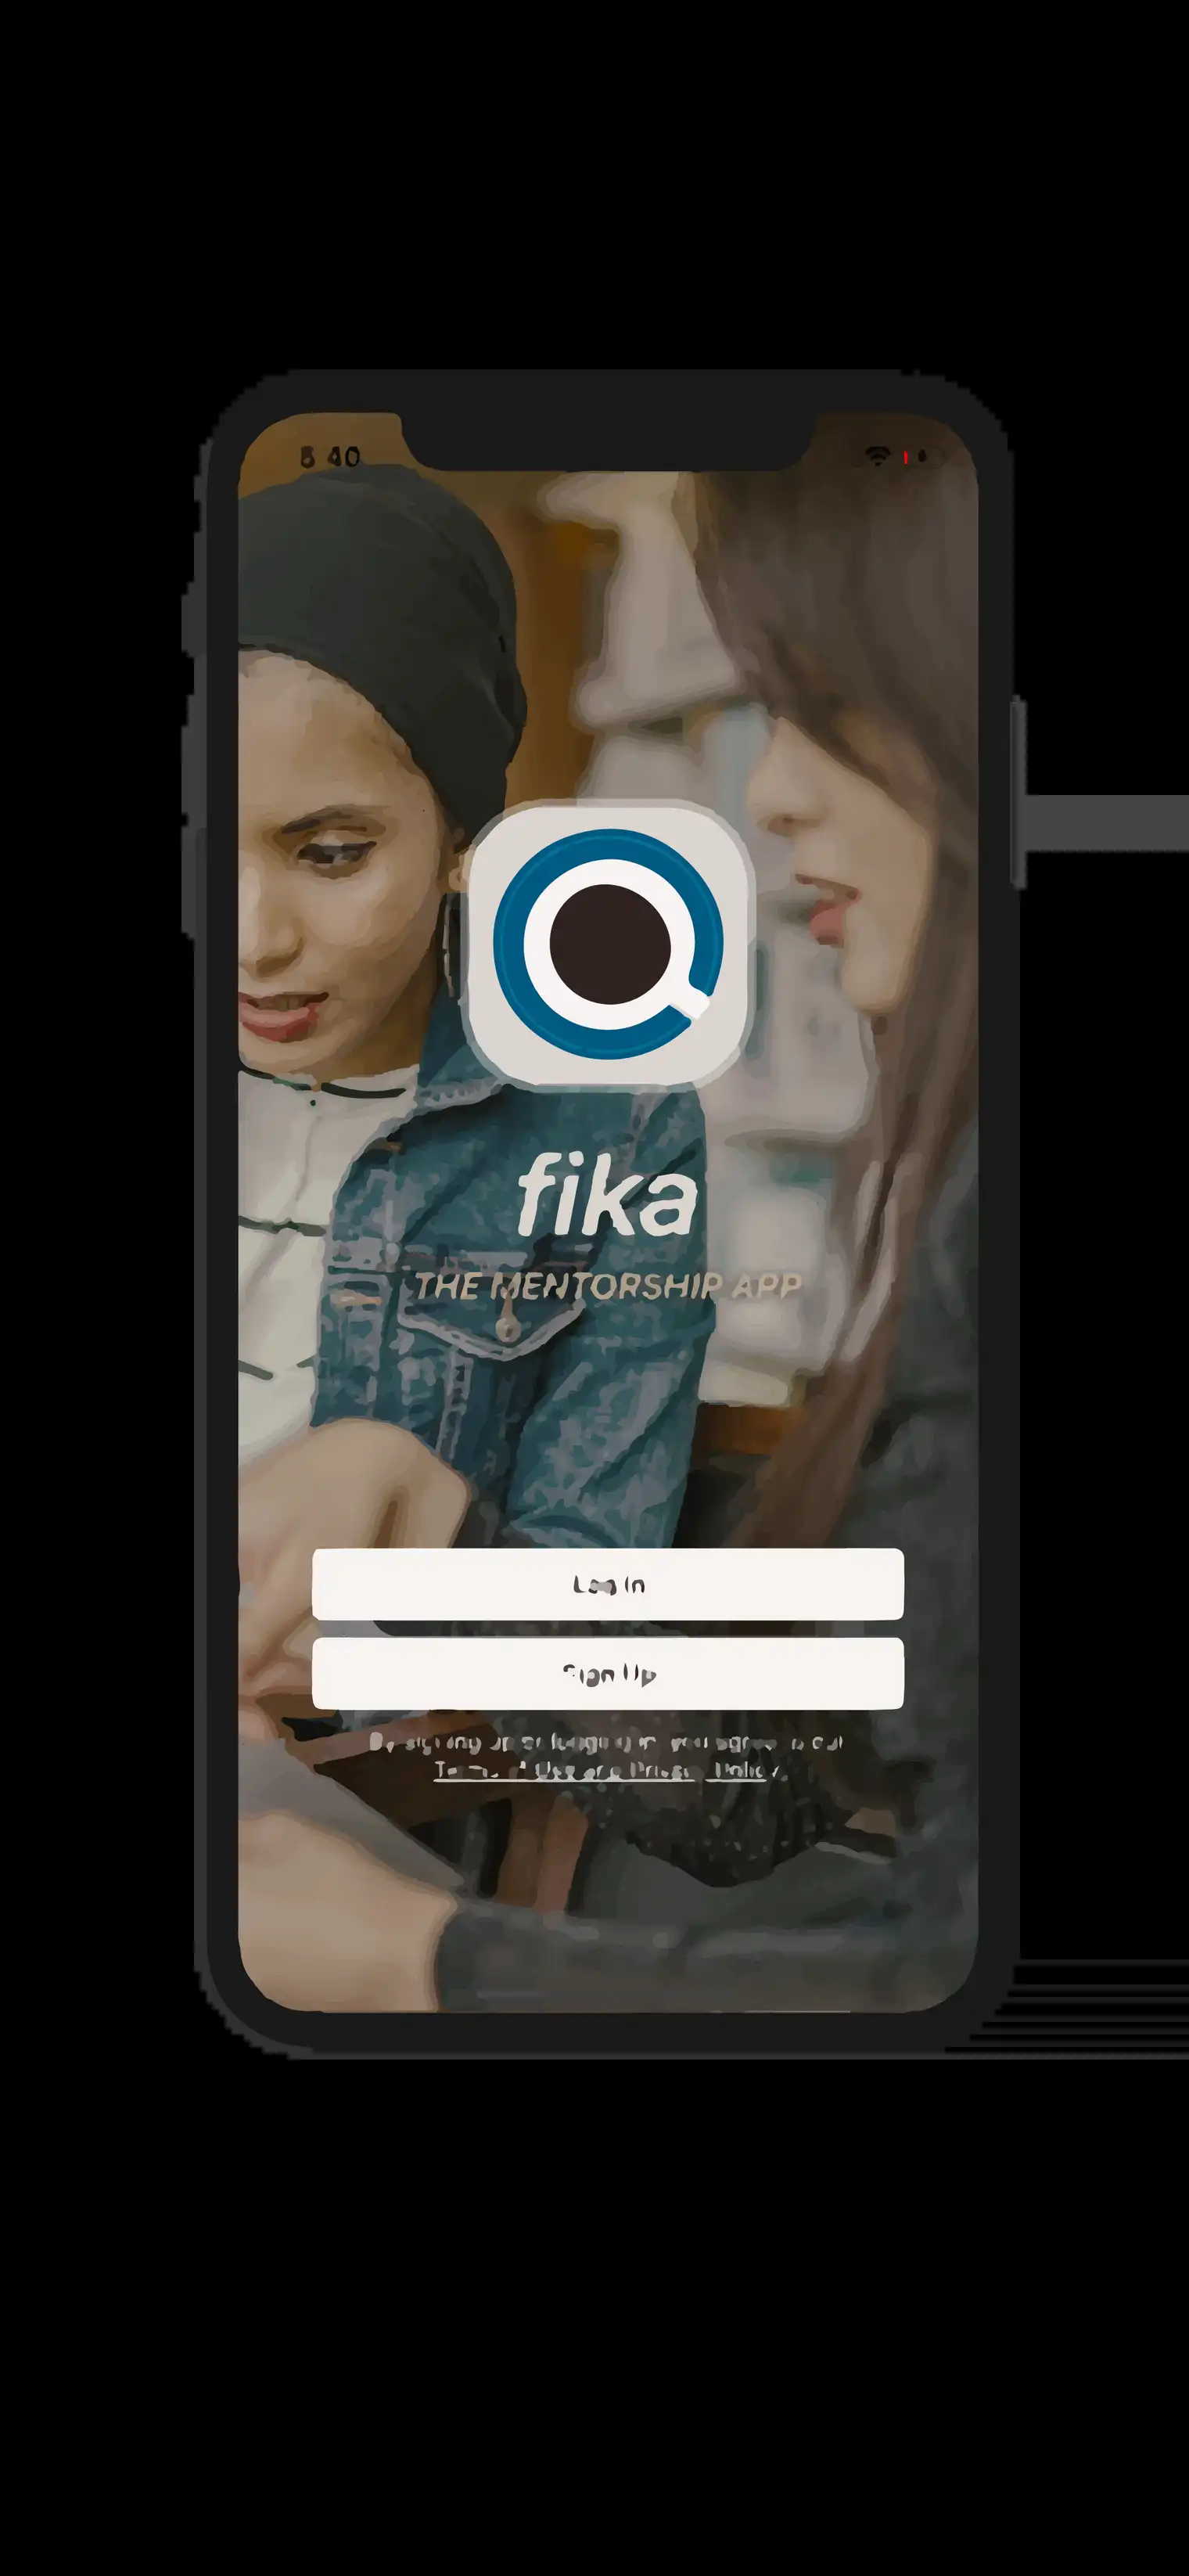 5 40
fika
THE MENTORSHIP APP
Log In
Sign Up
By signing up or logging in you agree to our
Terms of Use and Privacy Policy